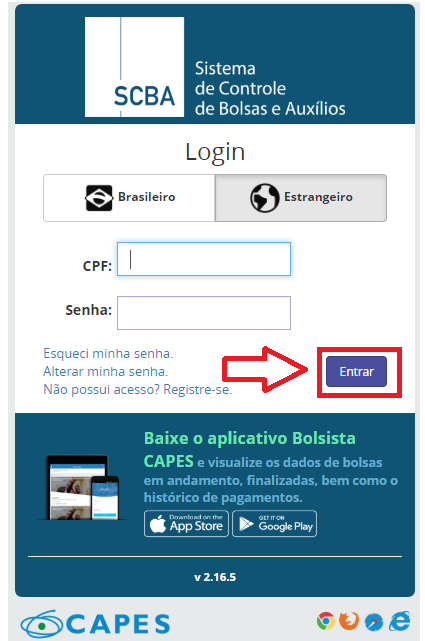 SCBA
Sistema
de Controle
de Bolsas e Auxílios
Login
Brasileiro
Estrangeiro
CPF:
Senha:
Esqueci minha senha.
Alterar minha senha.
Não possui acesso? Registre-se.
Entrar
Baixe o aplicativo Bolsista
CAPES e visualize os dados de bolsas
em andamento, finalizadas, bem como o
histórico de pagamentos.
Download on the
App Store
GET IT ON
Google Play
v 2.16.5
CAPES